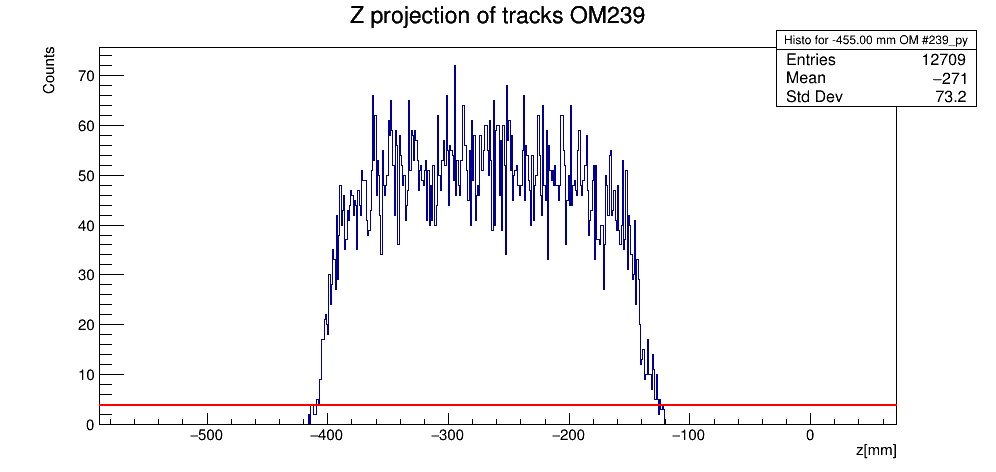 Z projection of tracks OM239
Histo for -455.00 mm OM #239_py
Entries 12709
Mean −271
Std Dev 73.2
Counts
70
60
50
40
30
20
10
0
−500 −400 −300 −200 −100 0
z[mm]